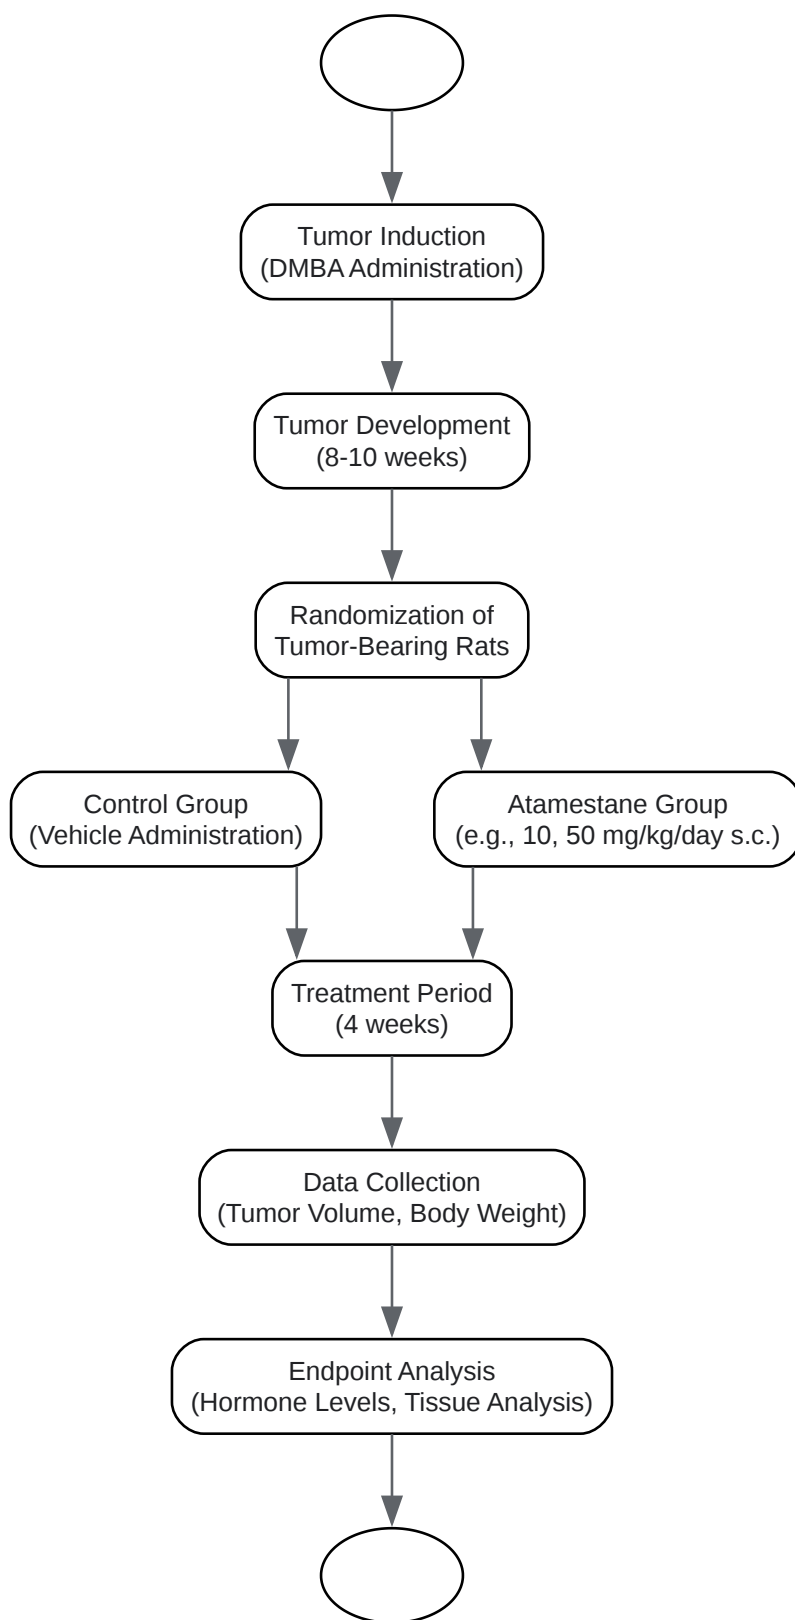 Tumor Induction
(DMBA Administration)
Tumor Development
(8-10 weeks)
Randomization of
Tumor-Bearing Rats
Control Group
(Vehicle Administration)
Atamestane Group
(e.g., 10, 50 mg/kg/day s.c.)
Treatment Period
(4 weeks)
Data Collection
(Tumor Volume, Body Weight)
Endpoint Analysis
(Hormone Levels, Tissue Analysis)